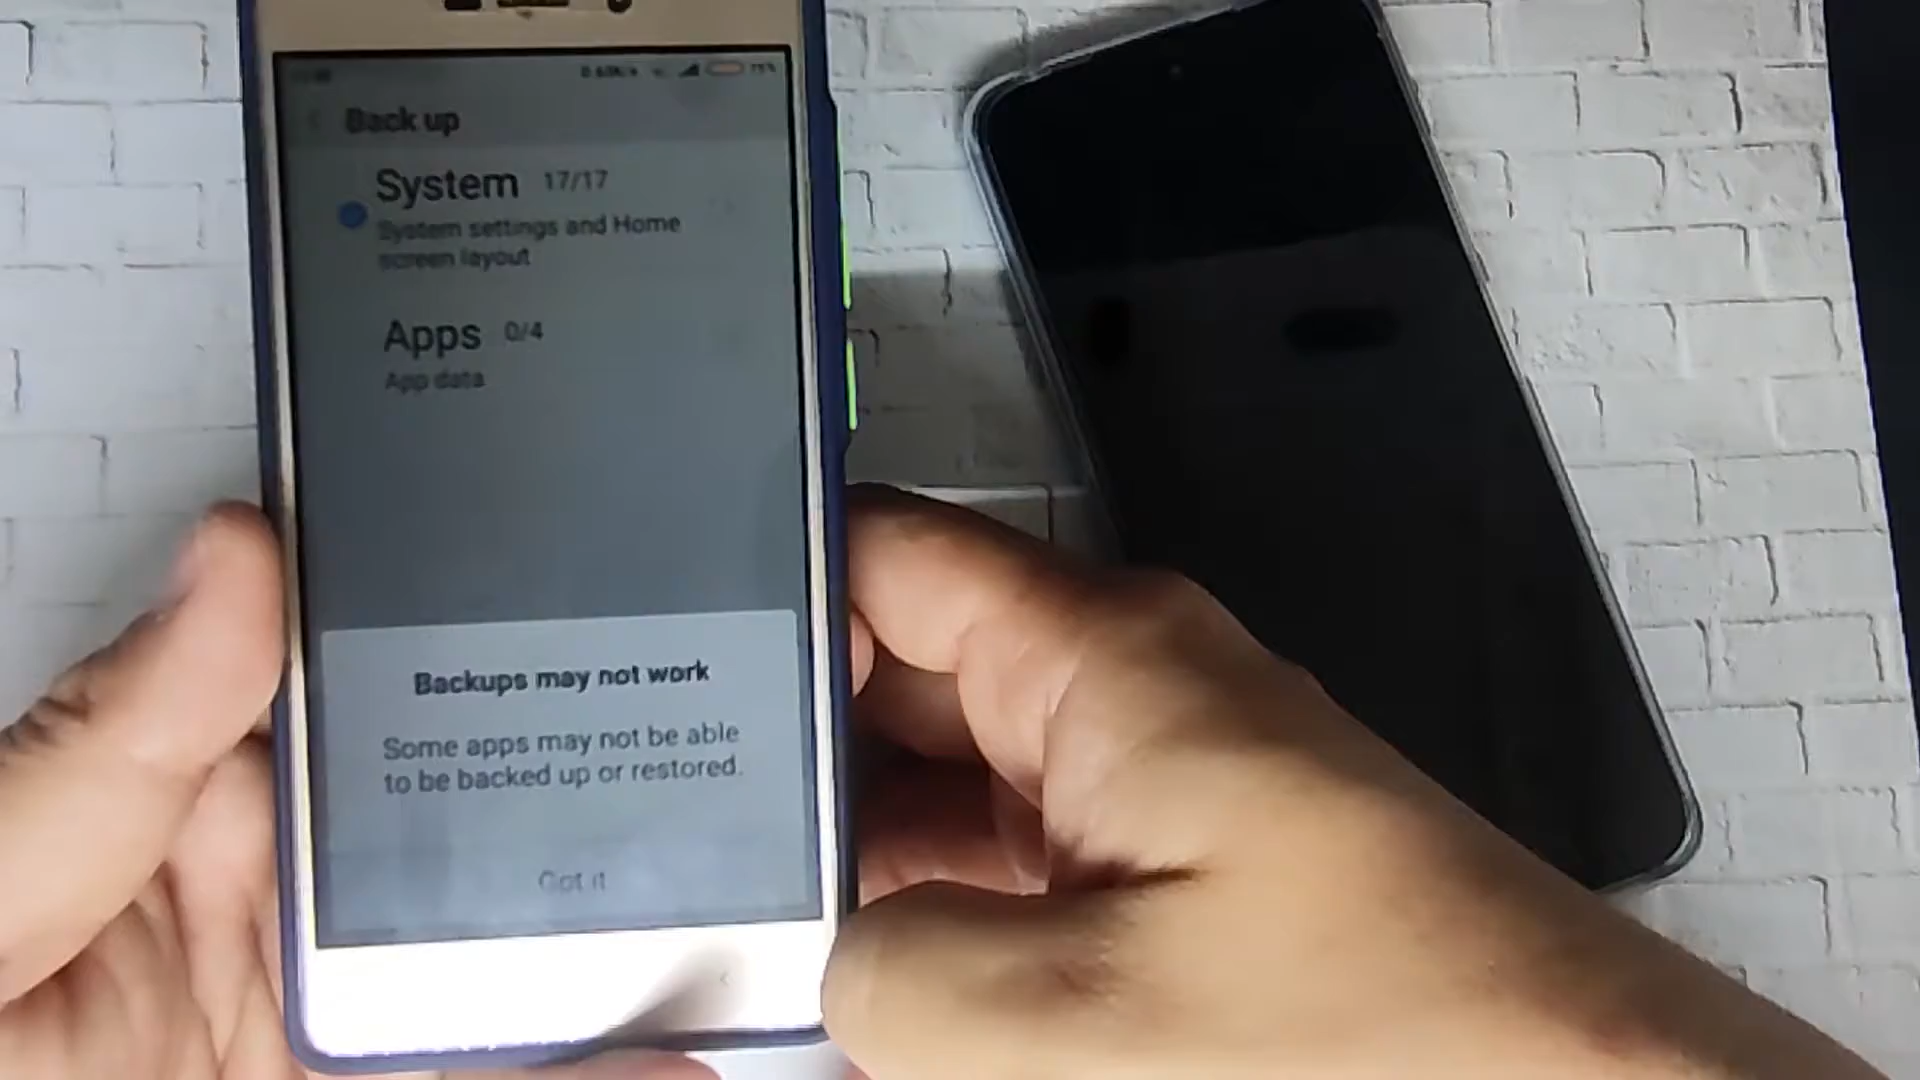 75%
Back up
System 17/17
System settings and Home
screen layout
Apps 0/4
App data
Backups may not work
Some apps may not be able
to be backed up or restored.
Got it